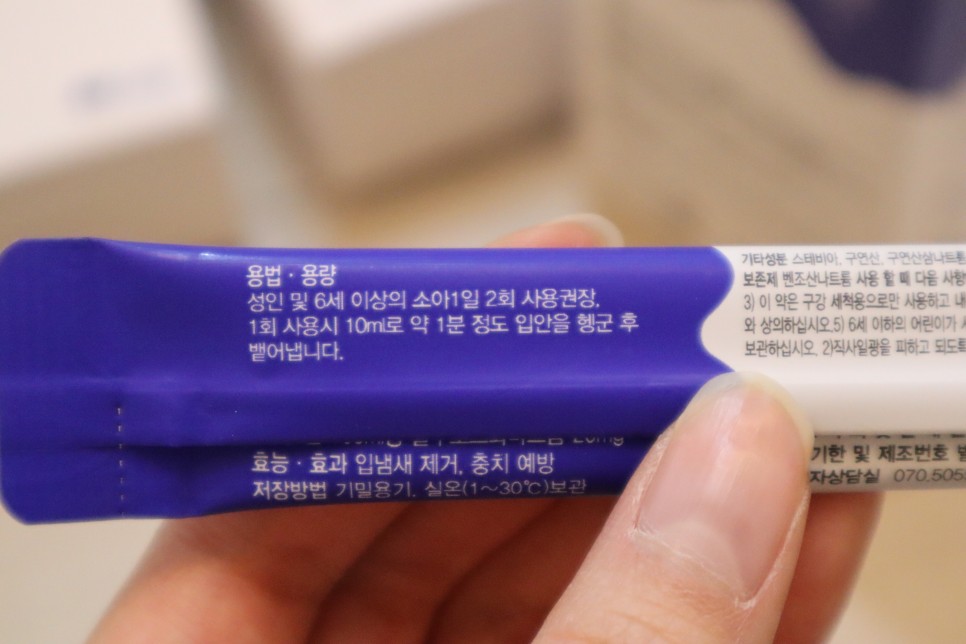 용법 · 용량
성인 및 6세 이상의 소아1일 2회 사용권장.
1회 사용시 10ml로 약 1분 정도 입안을 헹군 후
뱉어냅니다.
효능 · 효과 입냄새 제거, 충치 예방
저장방법 기밀용기, 실온(1~30℃)보관
기타성분 스테비아, 구연산, 구연산삼나트륨,
보존제 벤조산나트륨 사용 할 때 다음 사항
3) 이 약은 구강 세척용으로만 사용하고 내
와 상의하십시오.5) 6세 이하의 어린이가 사
보관하십시오. 2)직사일광을 피하고 되도록
기한 및 제조번호 별
자상담실 070.505